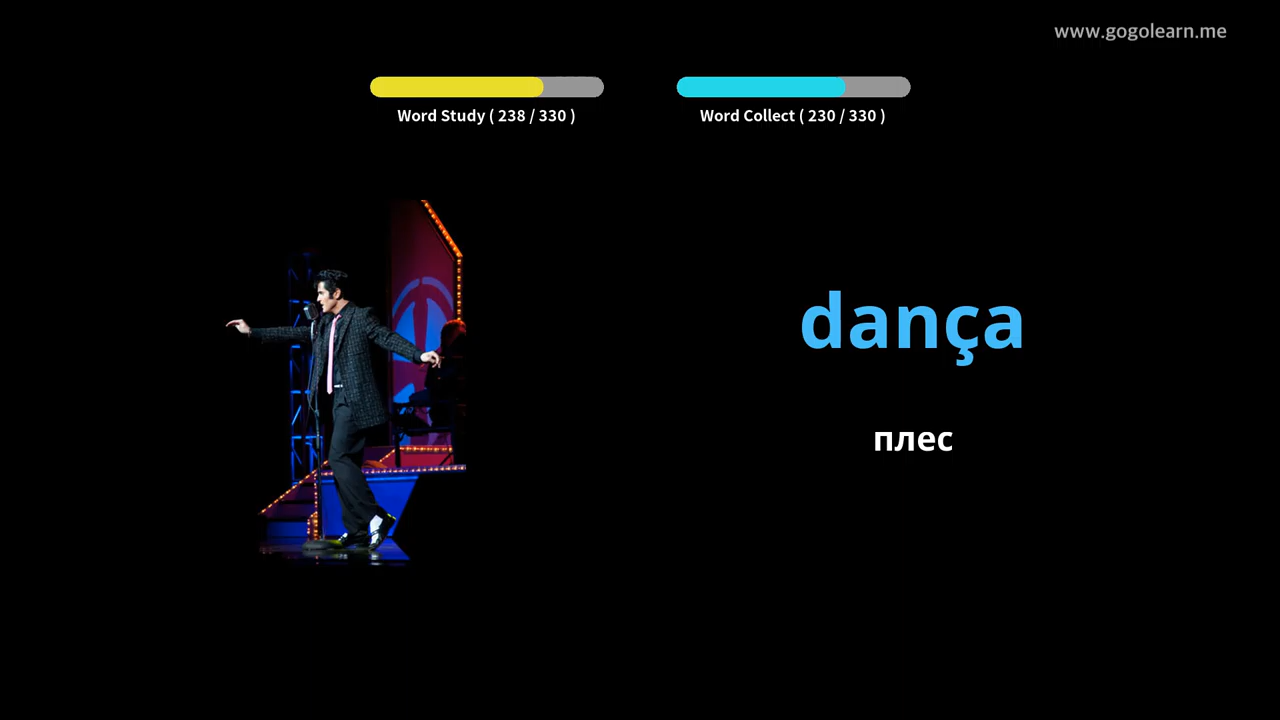 www.gogolearn.me
Word Study ( 238 / 330 )
Word Collect ( 230 / 330 )
dança
плес